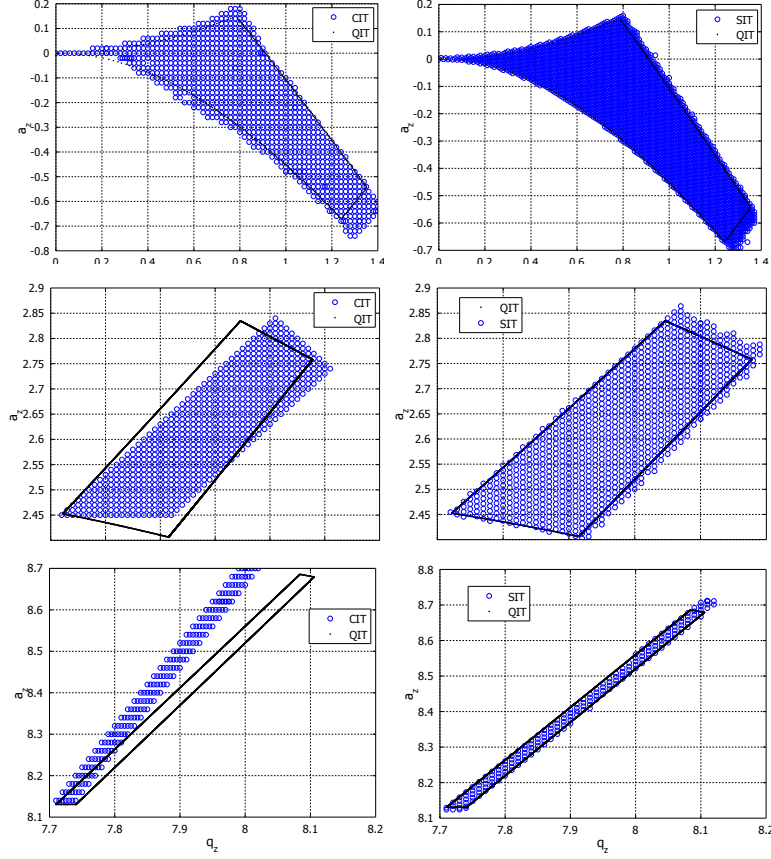 0.2
0.1
0
-0.1
-0.2
-0.3
-0.4
-0.5
-0.6
-0.7
-0.8
a_z
CIT
QIT
0 0.2 0.4 0.6 0.8 1 1.2 1.4
0.2
0.1
0
-0.1
-0.2
-0.3
-0.4
-0.5
-0.6
-0.7
a_z
SIT
QIT
0 0.2 0.4 0.6 0.8 1 1.2 1.4
2.9
2.85
2.8
2.75
2.65
2.6
2.55
2.5
2.45
a_z
CIT
QIT
2.9
2.85
2.8
2.75
2.65
2.6
2.55
2.5
2.45
a_z
QIT
SIT
8.7
8.6
8.5
8.4
8.3
8.2
8.1
a_z
CIT
QIT
7.7 7.8 7.9 8 8.1 8.2
q_z
8.8
8.7
8.6
8.5
8.4
8.3
8.2
8.1
a_z
SIT
QIT
7.7 7.8 7.9 8 8.1 8.2
q_z